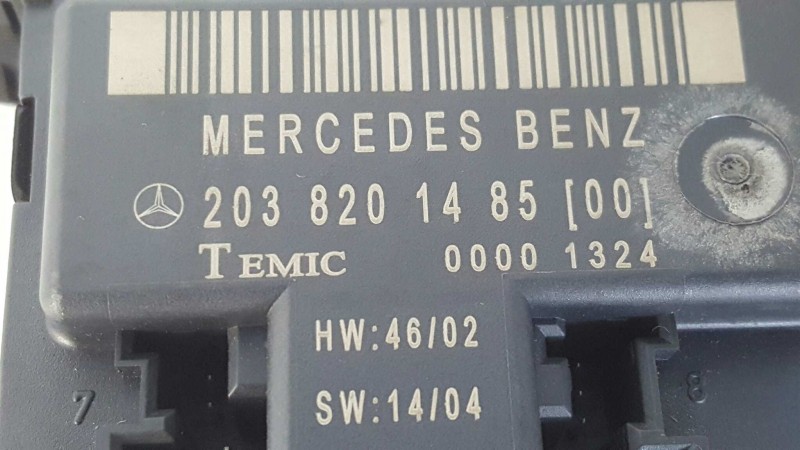 MERCEDES BENZ
203 820 14 85 [00]
TEMIC 0000 1324
HW:46/02
SW:14/04
7 8